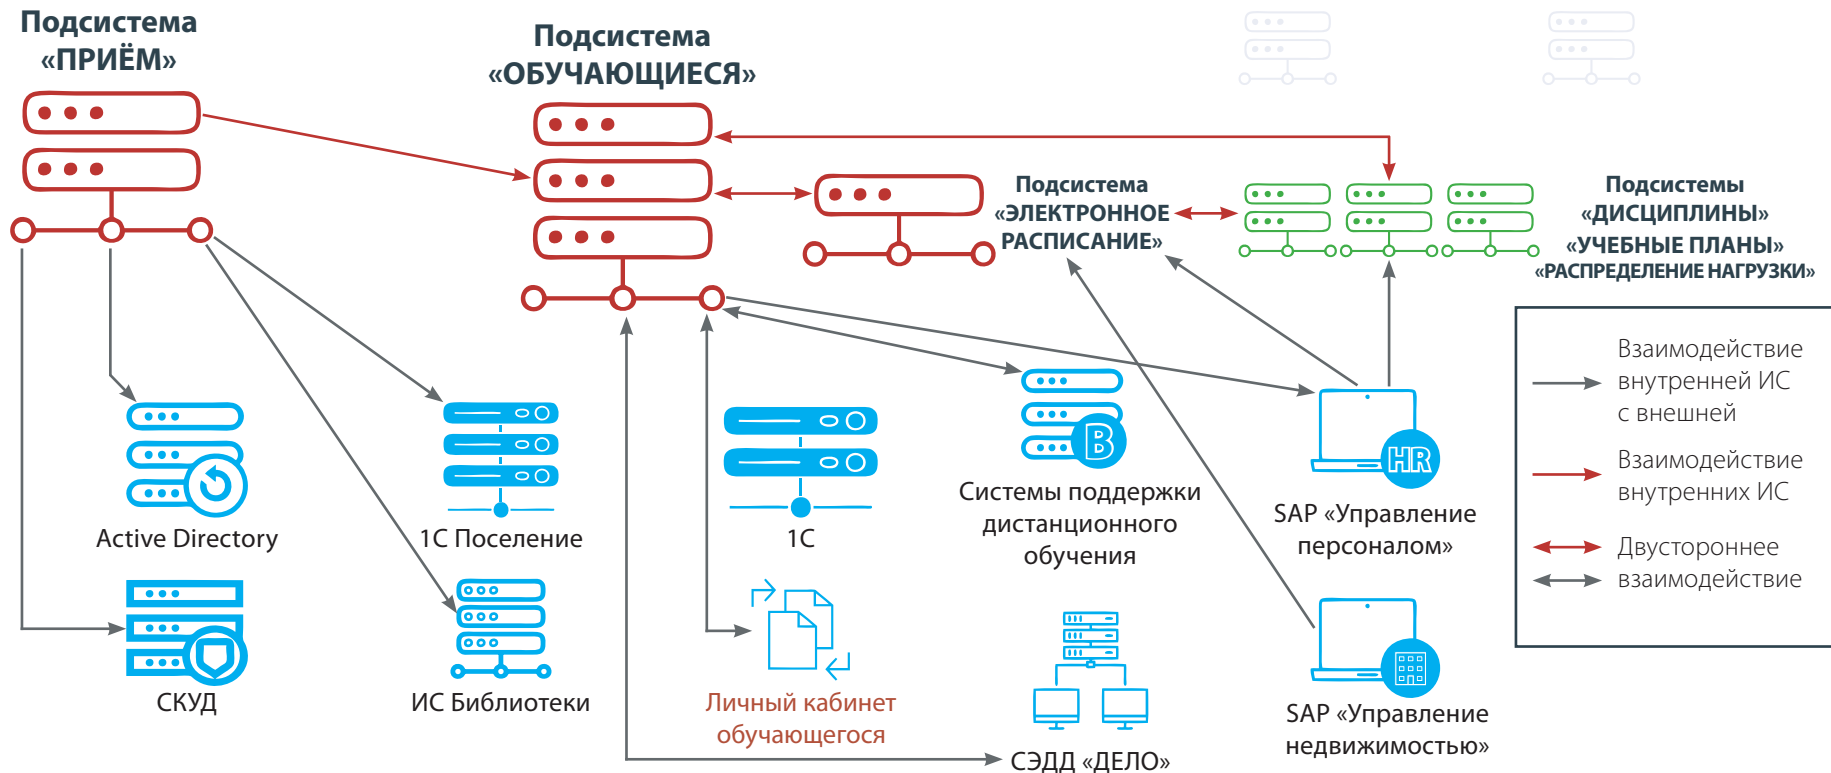 Подсистема
«ПРИЁМ»
Подсистема
«ОБУЧАЮЩИЕСЯ»
Подсистема
«ЭЛЕКТРОННОЕ
РАСПИСАНИЕ»
Подсистемы
«ДИСЦИПЛИНЫ»
«УЧЕБНЫЕ ПЛАНЫ»
«РАСПРЕДЕЛЕНИЕ НАГРУЗКИ»
Взаимодействие
внутренней ИС
с внешней
Взаимодействие
внутренних ИС
Двустороннее
взаимодействие
Active Directory
1С Поселение
1С
B
Системы поддержки
дистанционного
обучения
HR
SAP «Управление
персоналом»
СКУД
ИС Библиотеки
Личный кабинет
обучающегося
СЭДД «ДЕЛО»
SAP «Управление
недвижимостью»